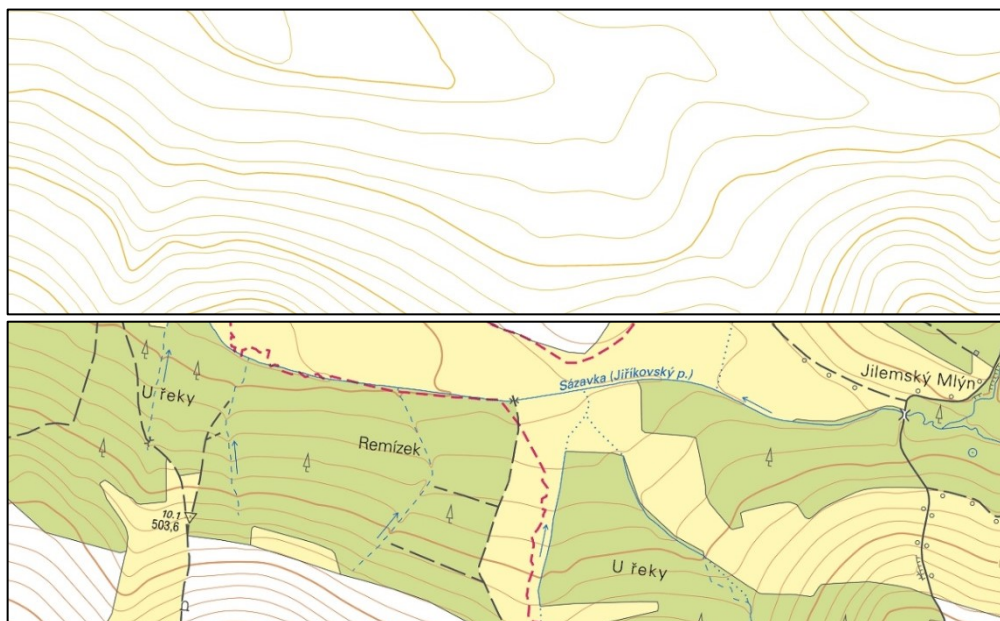 Sázavka (Jiříkovský p.)
Jilemský Mlýn
U řeky
Remízek
10.1
503,6
U řeky